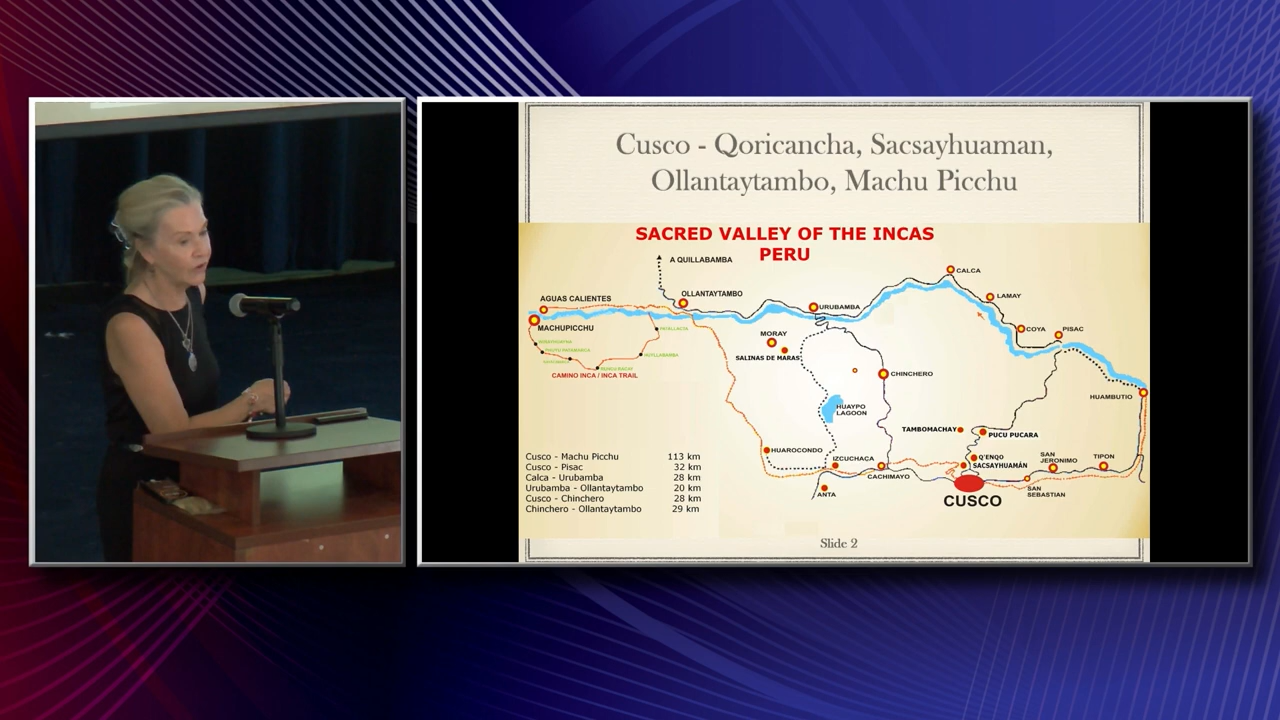 Cusco - Qoricancha, Sacsayhuaman,
Ollantaytambo, Machu Picchu
SACRED VALLEY OF THE INCAS
PERU
A QUILLABAMBA
CALCA
AGUAS CALIENTES
OLLANTAYTAMBO
LAMAY
URUBAMBA
MACHUPICCHU
COYA
PISAC
MORAY
SALINAS DE MARAS
HUAYLLABAMBA
CAMINO INCA / INCA TRAIL
CHINCHERO
HUAMBUTIO
HUAYPO
LAGOON
TAMBOMACHAY
PUCU PUCARA
HUAROCONDO
IZCUCHACA
Q'ENQO
SACSAYHUAMÁN
SAN
JERONIMO
TIPON
CACHIMAYO
ANTA
SAN
SEBASTIAN
CUSCO
Cusco - Machu Picchu 113 km
Cusco - Pisac 32 km
Calca - Urubamba 28 km
Urubamba - Ollantaytambo 20 km
Cusco - Chinchero 28 km
Chinchero - Ollantaytambo 29 km
Slide 2